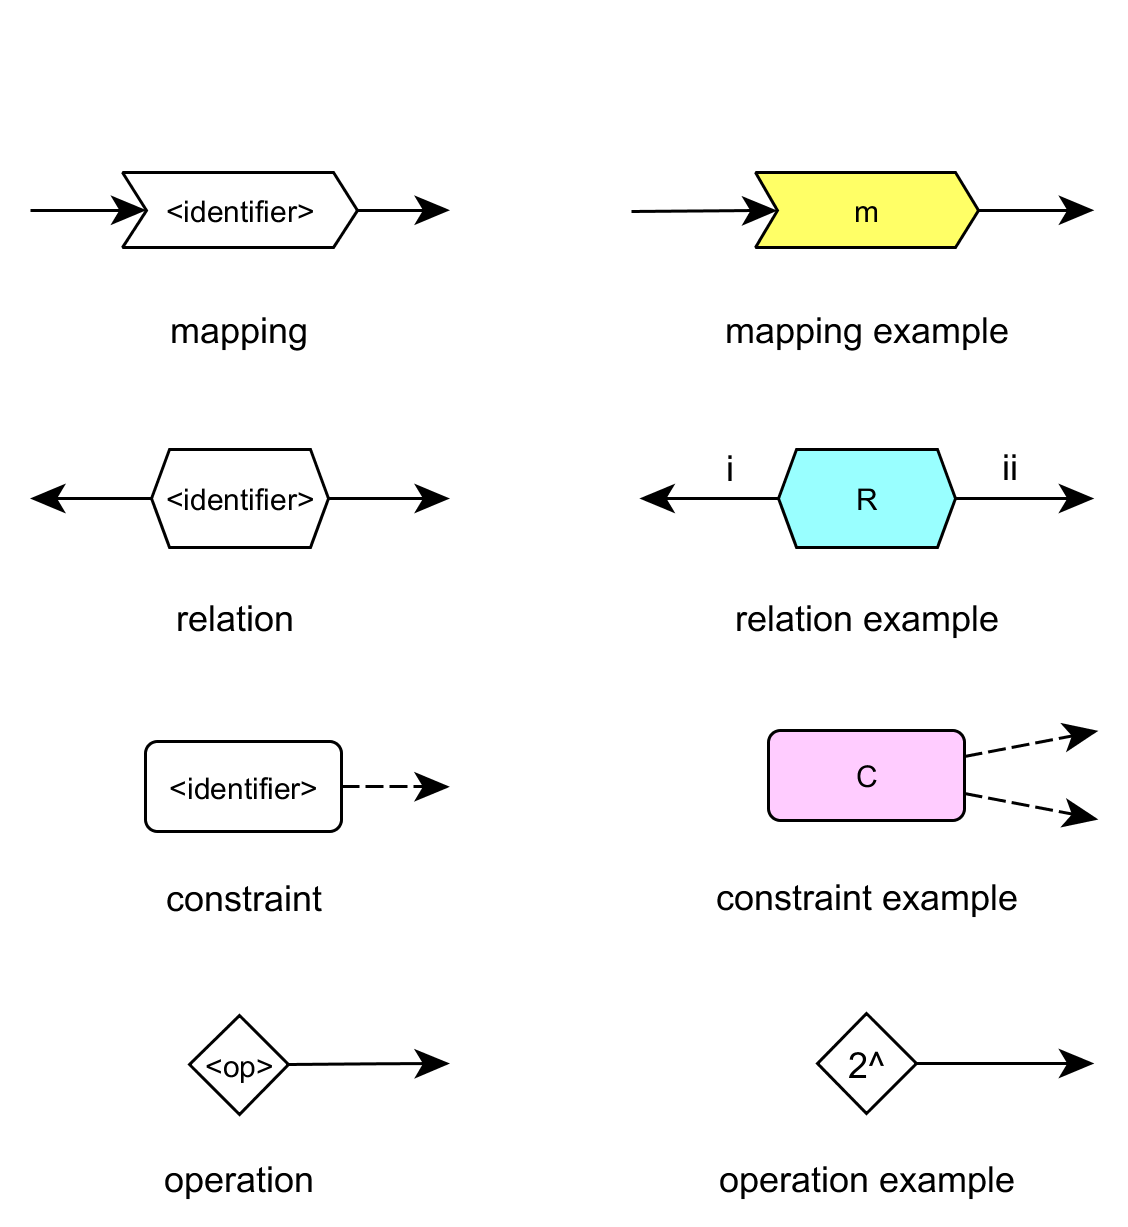 <identifier>
m
mapping
mapping example
i
ii
<identifier>
R
relation
relation example
<identifier>
C
constraint
constraint example
<op>
2^
operation
operation example